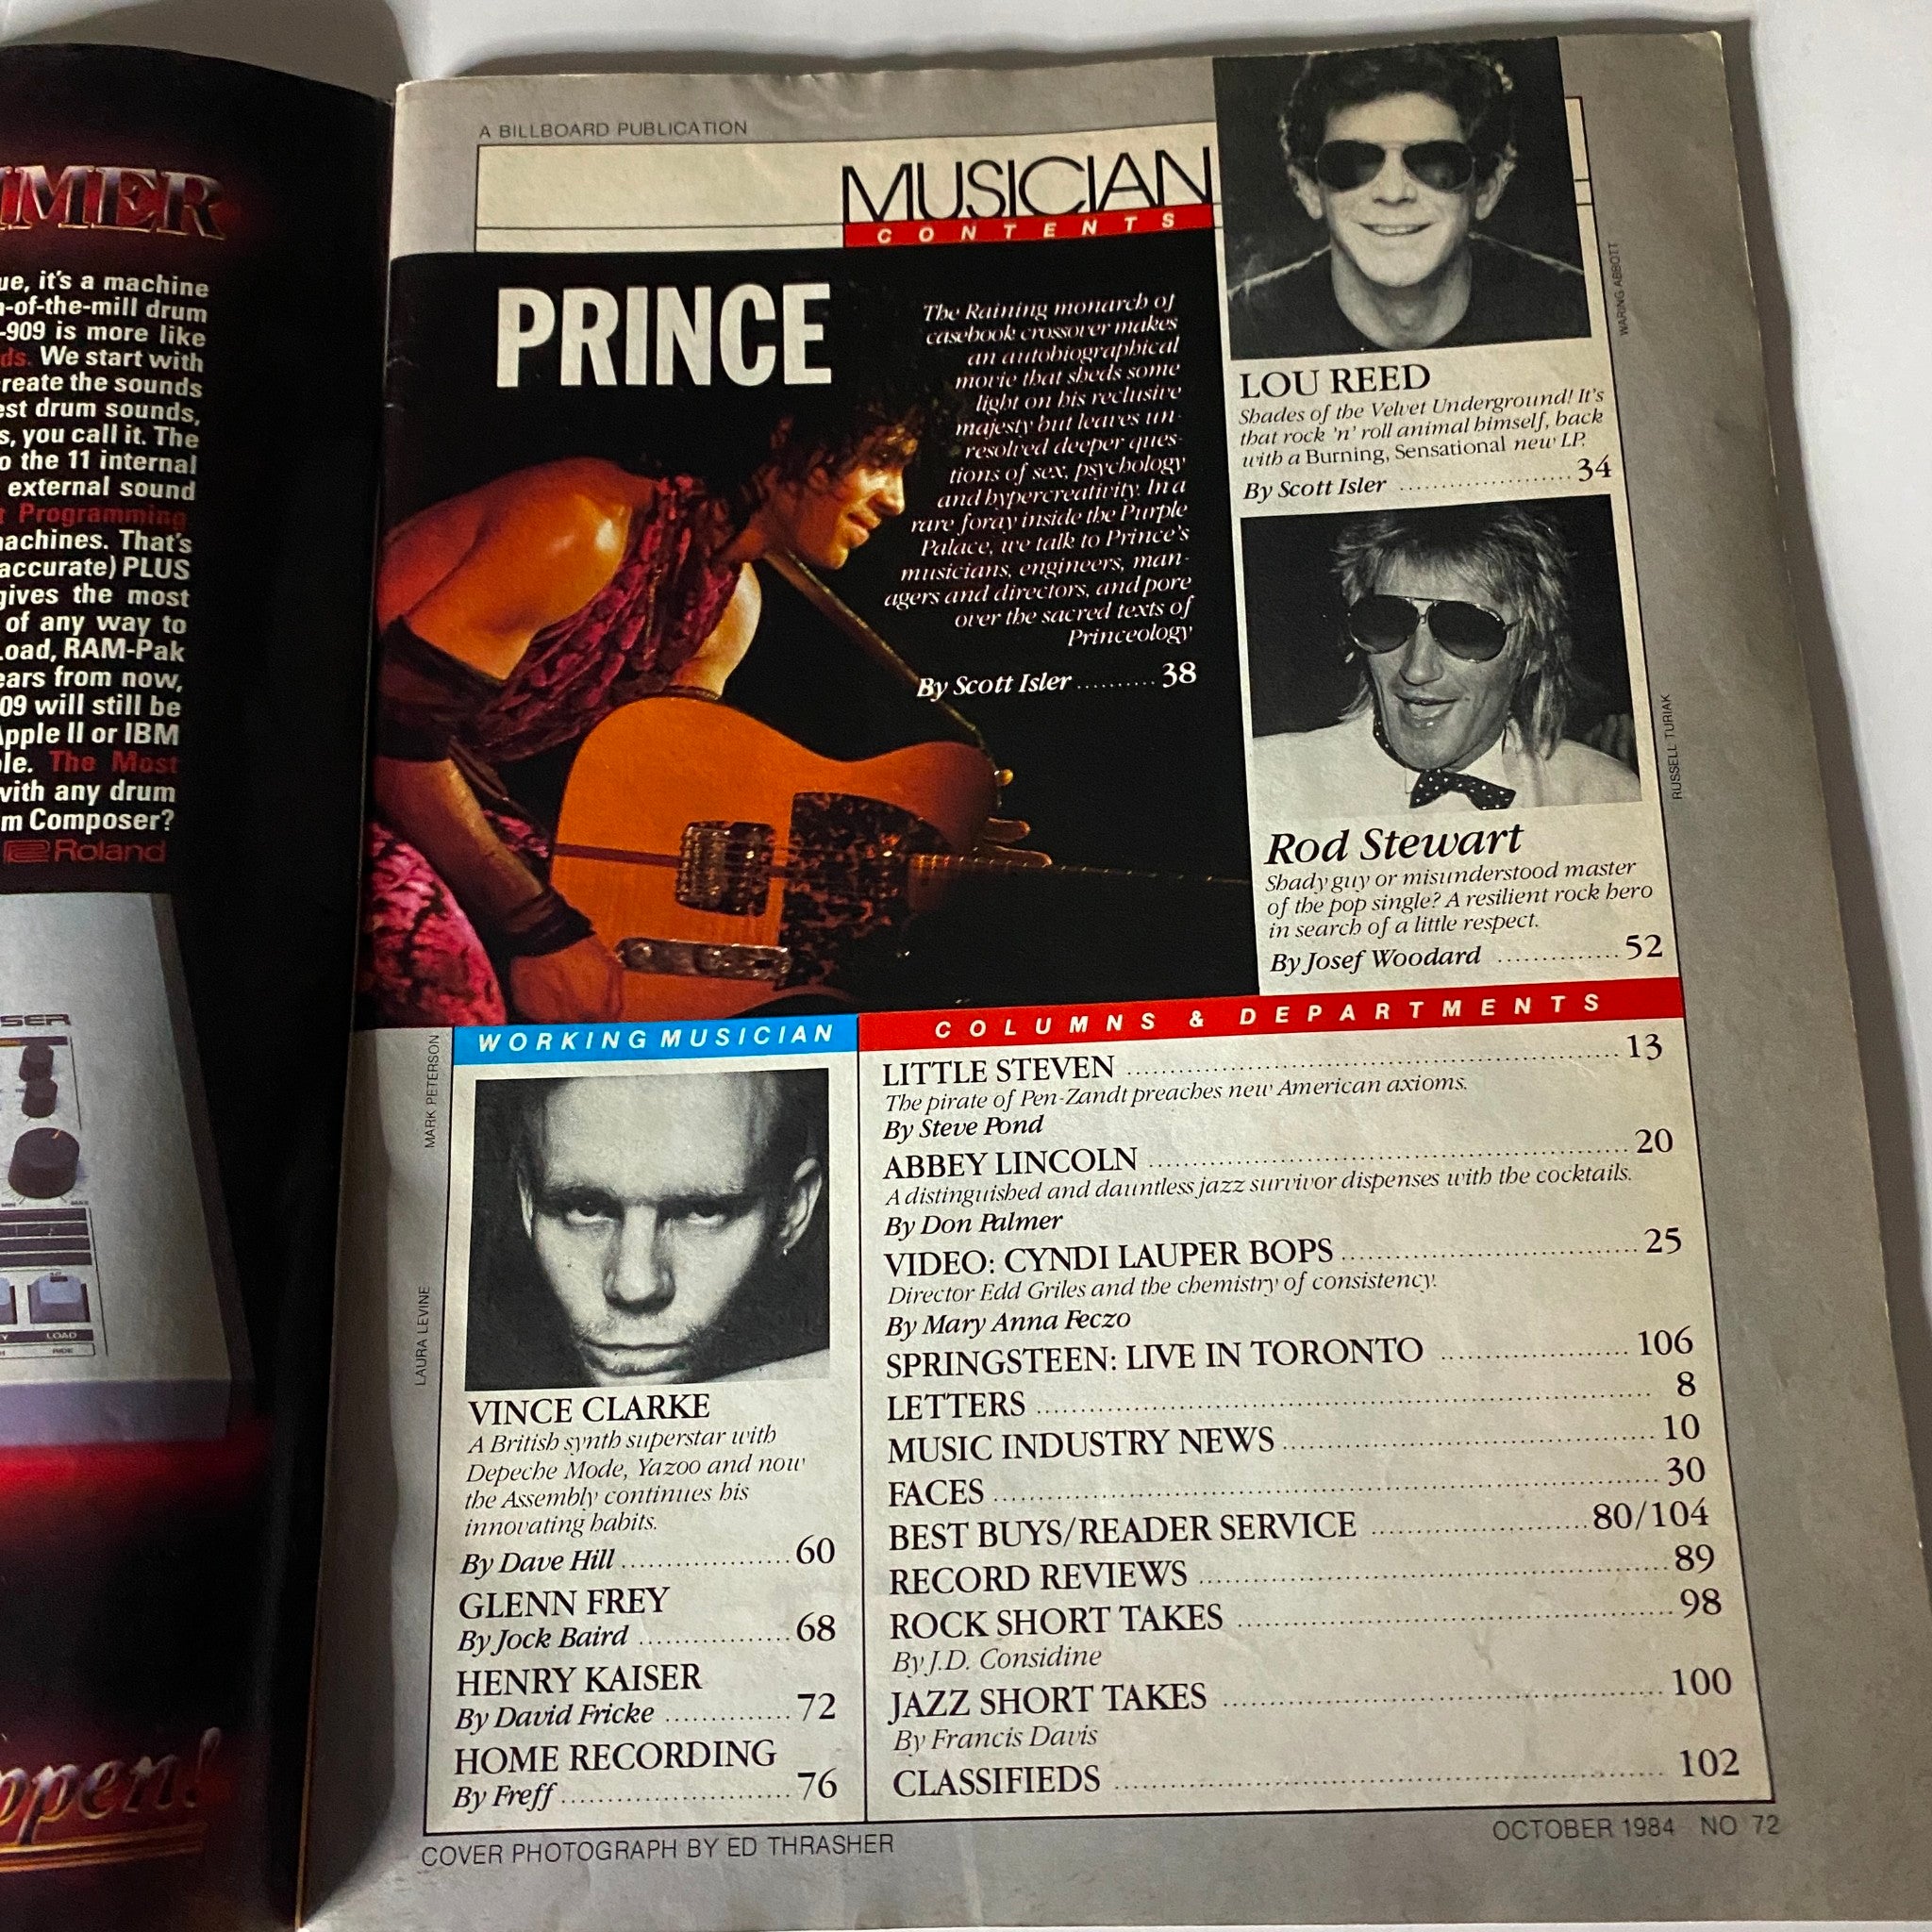 MMER
ue, it's a machine
n-of-the-mill drum
-909 is more like
ds. We start with
reate the sounds
est drum sounds,
s, you call it. The
o the 11 internal
external sound
Programming
machines. That's
accurate) PLUS
gives the most
of any way to
Load, RAM-Pak
ears from now,
09 will still be
Apple II or IBM
le. The Most
with any drum
m Composer?
Roland
SER
LOAD
ppen!
A BILLBOARD PUBLICATION
MUSICIAN
CONTENTS
PRINCE
The Raining monarch of
casebook crossover makes
an autobiographical
movie that sheds some
light on his reclusive
majesty but leaves un-
resolved deeper ques-
tions of sex, psychology
and hypercreativity. In a
rare foray inside the Purple
Palace, we talk to Prince's
musicians, engineers, man-
agers and directors, and pore
over the sacred texts of
Princeology
By Scott Isler .......... 38
WARING ABBOTT
LOU REED
Shades of the Velvet Underground! It's
that rock 'n' roll animal himself, back
with a Burning, Sensational new LP.
By Scott Isler .................... 34
RUSSELL TURIAK
Rod Stewart
Shady guy or misunderstood master
of the pop single? A resilient rock hero
in search of a little respect.
By Josef Woodard .............. 52
MARK PETERSON
LAURA LEVINE
WORKING MUSICIAN
VINCE CLARKE
A British synth superstar with
Depeche Mode, Yazoo and now
the Assembly continues his
innovating habits.
By Dave Hill .................... 60
GLENN FREY
By Jock Baird .................. 68
HENRY KAISER
By David Fricke ............... 72
HOME RECORDING
By Freff ........................... 76
COLUMNS & DEPARTMENTS
LITTLE STEVEN .......... 13
The pirate of Pen-Zandt preaches new American axioms.
By Steve Pond
ABBEY LINCOLN .......... 20
A distinguished and dauntless jazz survivor dispenses with the cocktails.
By Don Palmer
VIDEO: CYNDI LAUPER BOPS .......... 25
Director Edd Griles and the chemistry of consistency.
By Mary Anna Feczo
SPRINGSTEEN: LIVE IN TORONTO .......... 106
LETTERS .......... 8
MUSIC INDUSTRY NEWS .......... 10
FACES .......... 30
BEST BUYS/READER SERVICE .......... 80/104
RECORD REVIEWS .......... 89
ROCK SHORT TAKES .......... 98
By J.D. Considine
JAZZ SHORT TAKES .......... 100
By Francis Davis
CLASSIFIEDS .......... 102
COVER PHOTOGRAPH BY ED THRASHER
OCTOBER 1984 NO 72